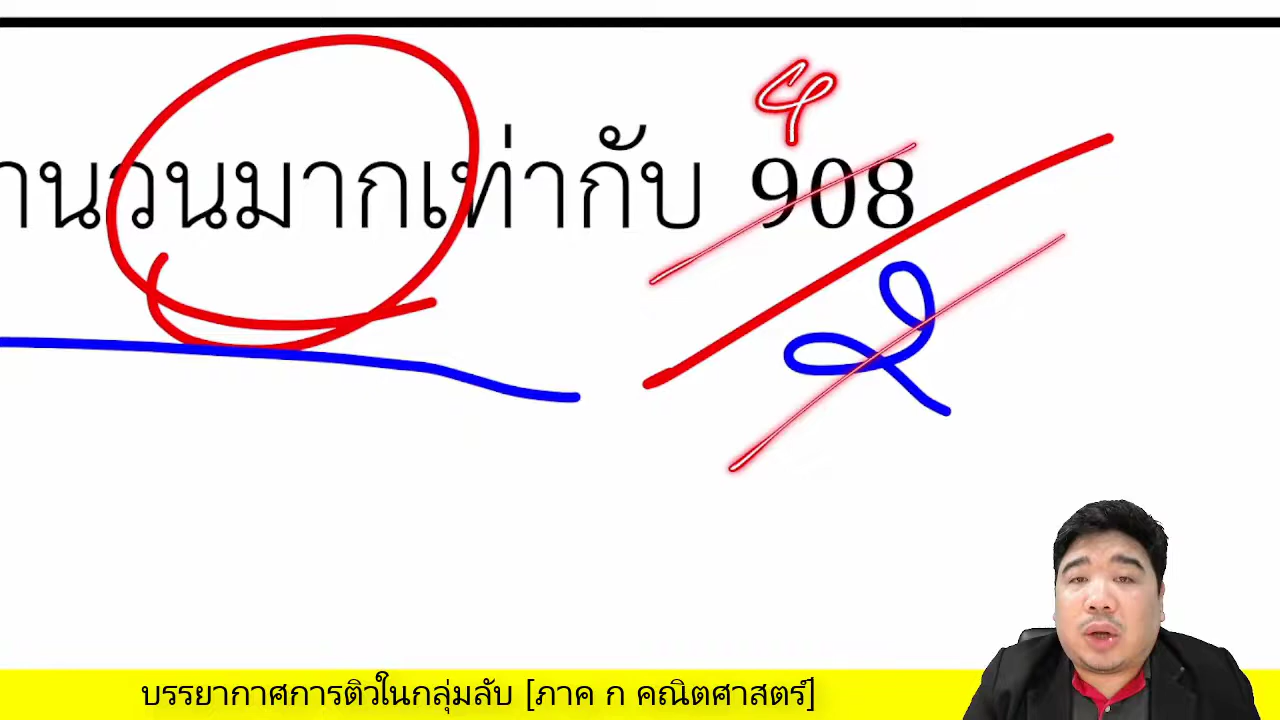 านวนมากเท่ากับ 908
บรรยากาศการติวในกลุ่มลับ [ภาค ก คณิตศาสตร์]